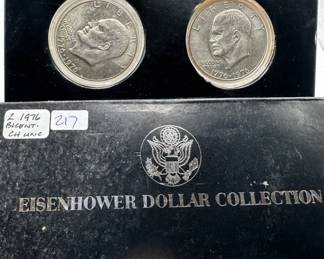 LIBERTY
1776-1976
LIBERTY
1776-1976
2 1976
BICENT.
CH UNC
217
EISENHOWER DOLLAR COLLECTION